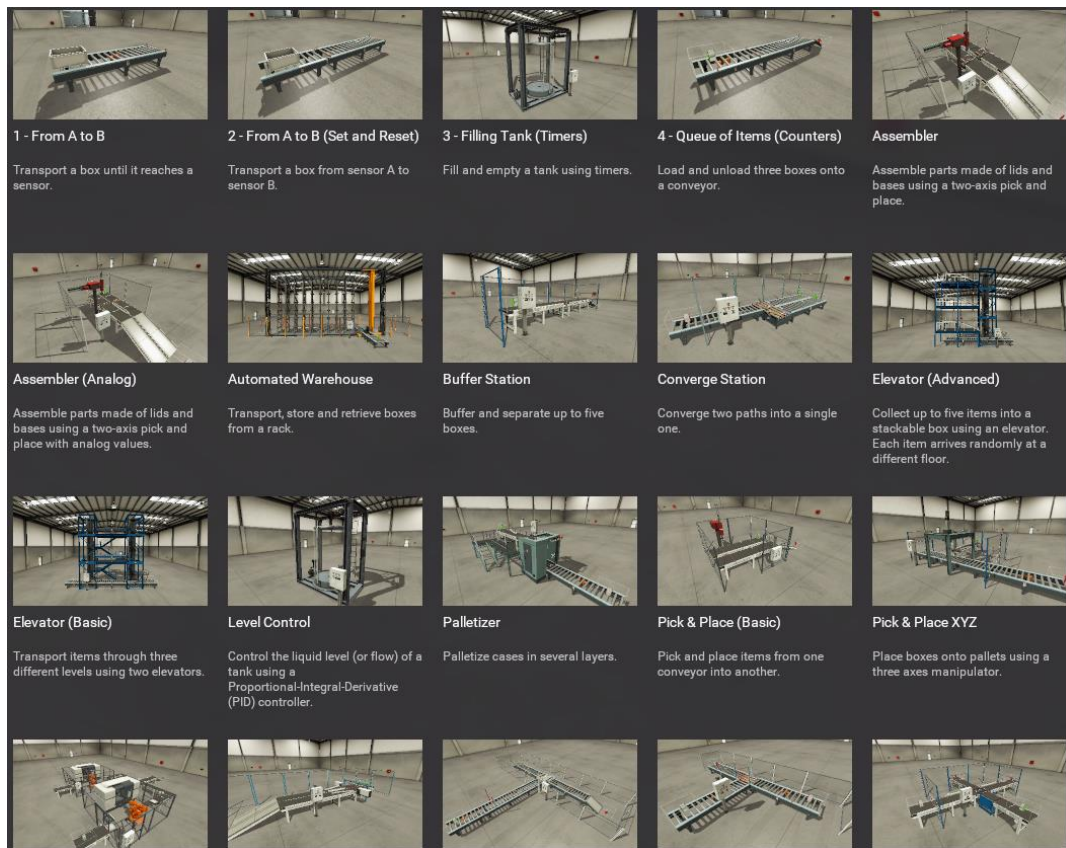 1 - From A to B
Transport a box until it reaches a
sensor.
2 - From A to B (Set and Reset)
Transport a box from sensor A to
sensor B.
3 - Filling Tank (Timers)
Fill and empty a tank using timers.
4 - Queue of Items (Counters)
Load and unload three boxes onto
a conveyor.
Assembler
Assemble parts made of lids and
bases using a two-axis pick and
place.
Assembler (Analog)
Assemble parts made of lids and
bases using a two-axis pick and
place with analog values.
Automated Warehouse
Transport, store and retrieve boxes
from a rack.
Buffer Station
Buffer and separate up to five
boxes.
Converge Station
Converge two paths into a single
one.
Elevator (Advanced)
Collect up to five items into a
stackable box using an elevator.
Each item arrives randomly at a
different floor.
Elevator (Basic)
Transport items through three
different levels using two elevators.
Level Control
Control the liquid level (or flow) of a
tank using a
Proportional-Integral-Derivative
(PID) controller.
Palletizer
Palletize cases in several layers.
Pick & Place (Basic)
Pick and place items from one
conveyor into another.
Pick & Place XYZ
Place boxes onto pallets using a
three axes manipulator.